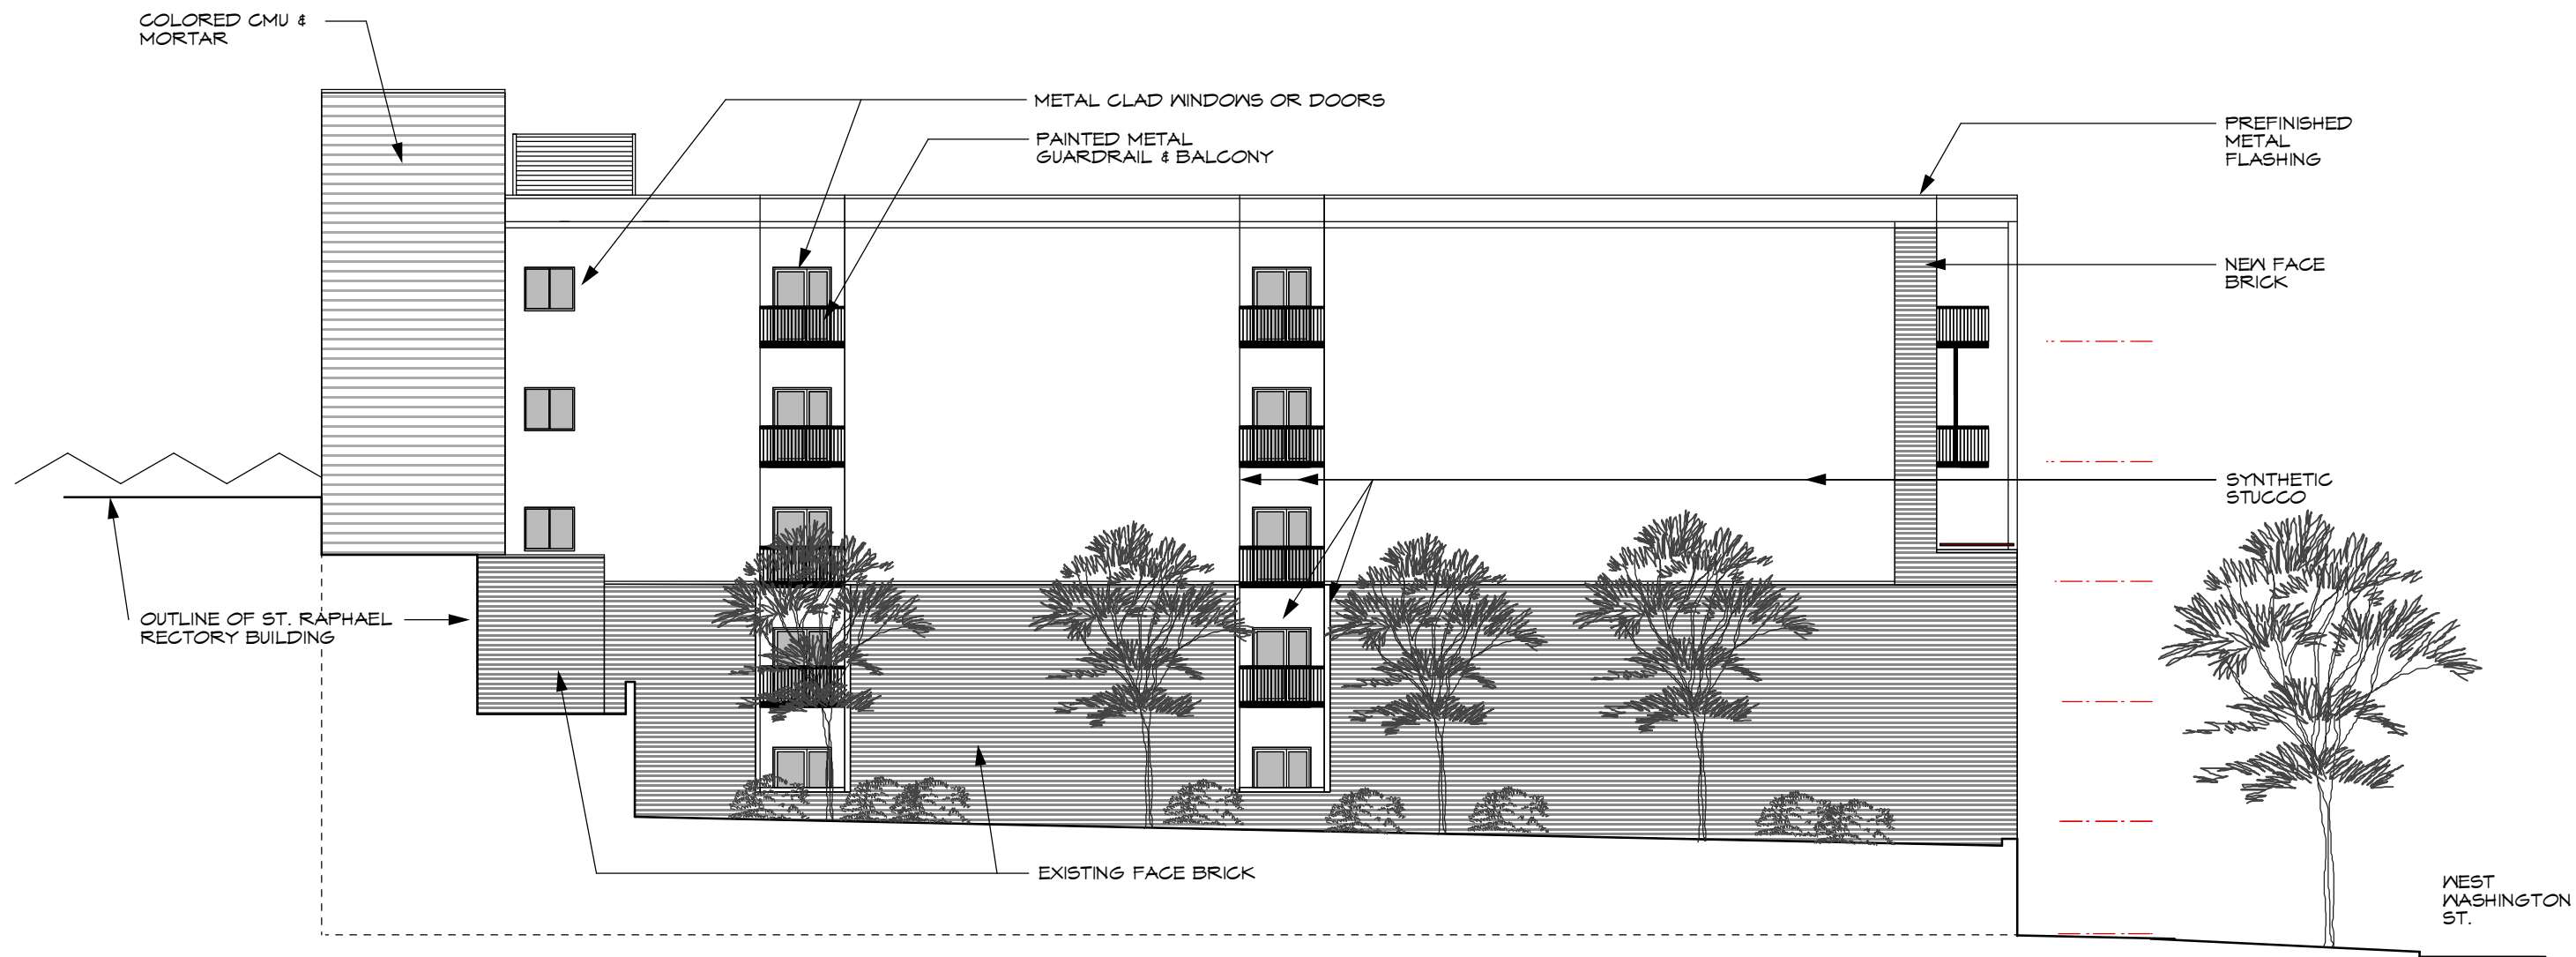 COLORED CMU &
MORTAR
METAL CLAD WINDOWS OR DOORS
PAINTED METAL
GUARDRAIL & BALCONY
PREFINISHED
METAL
FLASHING
NEW FACE
BRICK
SYNTHETIC
STUCCO
OUTLINE OF ST. RAPHAEL
RECTORY BUILDING
EXISTING FACE BRICK
WEST
WASHINGTON
ST.